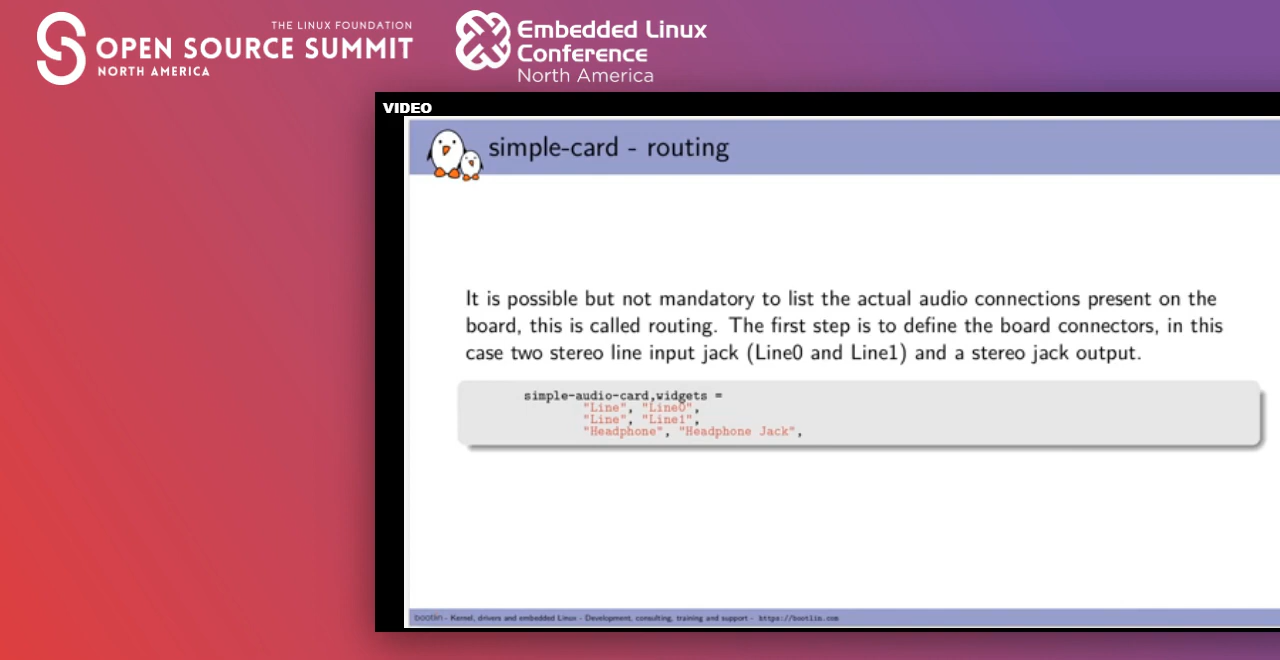 THE LINUX FOUNDATION
OPEN SOURCE SUMMIT
NORTH AMERICA
Embedded Linux
Conference
North America
VIDEO
simple-card - routing
It is possible but not mandatory to list the actual audio connections present on the
board, this is called routing. The first step is to define the board connectors, in this
case two stereo line input jack (Line0 and Line1) and a stereo jack output.
simple-audio-card,widgets =
"Line", "Line0",
"Line", "Line1",
"Headphone", "Headphone Jack",
bootlin - Kernel, drivers and embedded Linux - Development, consulting, training and support - https://bootlin.com